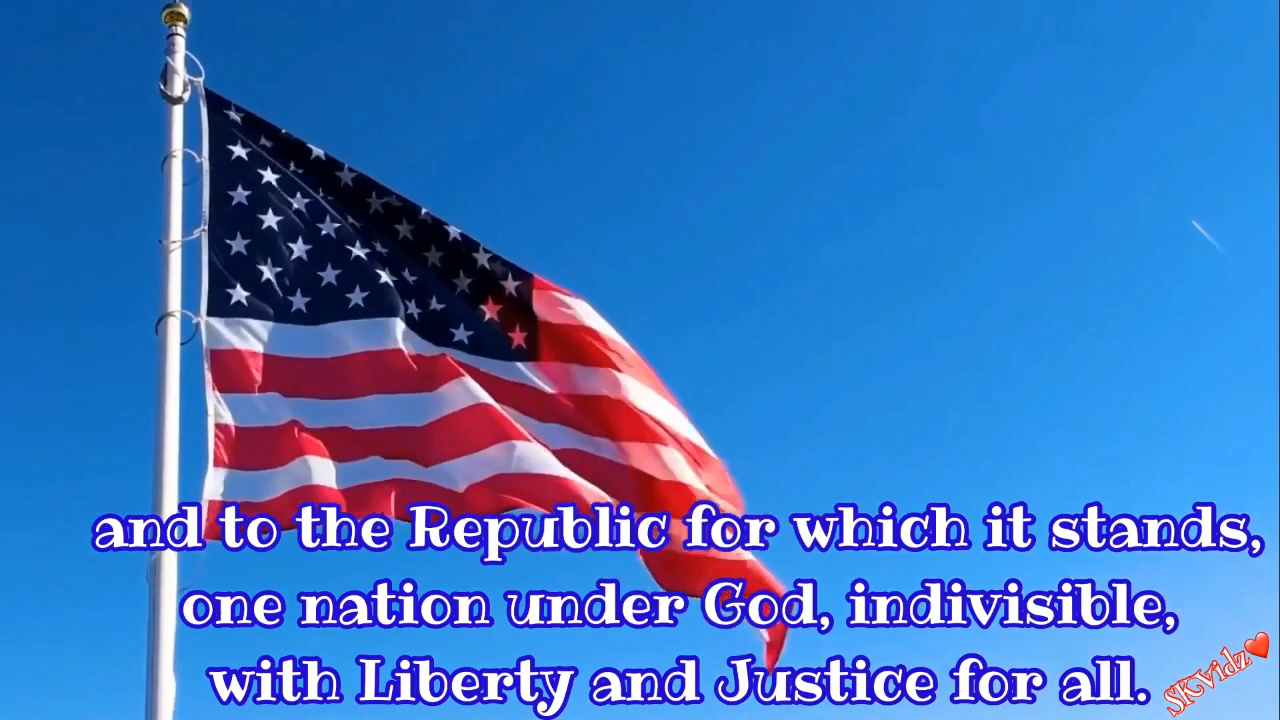 and to the Republic for which it stands,
one nation under God, indivisible,
with Liberty and Justice for all.
SKVidz